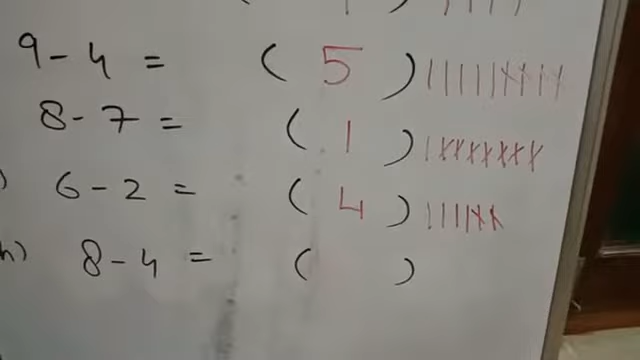 9 - 4 = ( 5 )
8 - 7 = ( 1 )
) 6 - 2 = ( 4 )
h) 8 - 4 = ( )